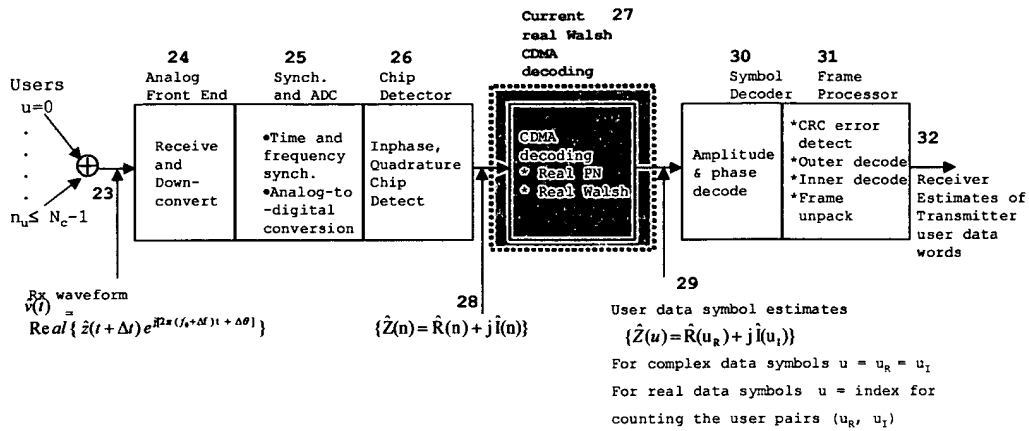 Current 27
real Walsh
CDMA
decoding
24
Analog
Front End
25
Synch.
and ADC
26
Chip
Detector
30
Symbol
Decoder
31
Frame
Processor
Users
u=0
n_u ≤ N_c-1
23
Receive
and
Down-
convert
•Time and
frequency
synch.
•Analog-to
-digital
conversion
Inphase,
Quadrature
Chip
Detect
CDMA
decoding
* Real PN
* Real Walsh
Amplitude
& phase
decode
*CRC error
detect
*Outer decode
*Inner decode
*Frame
unpack
32
Receiver
Estimates of
Transmitter
user data
words
Rx waveform
v̂(t) =
Real{ẑ(t+Δt)e^{j[2π(f₀+Δf)t + Δθ]}}
28
{Ẑ(n)=R̂(n)+jÎ(n)}
29
User data symbol estimates
{Ẑ(u)=R̂(u_R)+jÎ(u_I)}
For complex data symbols u = u_R = u_I
For real data symbols u = index for
counting the user pairs (u_R, u_I)